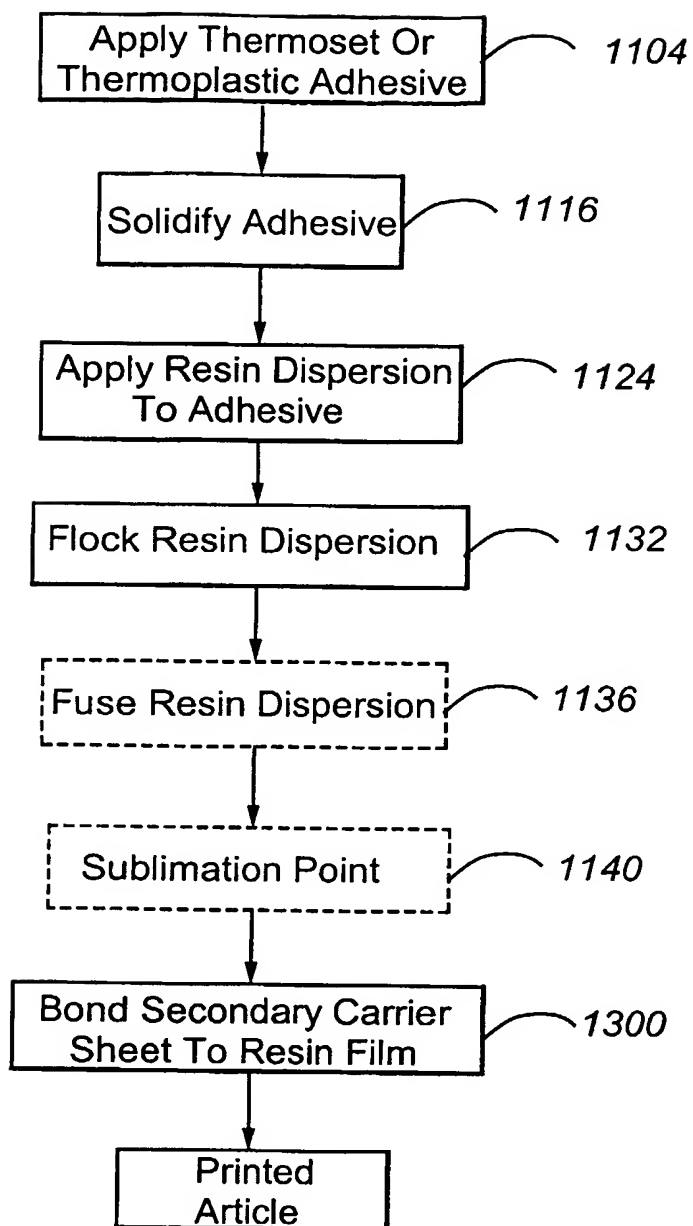 Apply Thermoset Or
Thermoplastic Adhesive
1104
Solidify Adhesive
1116
Apply Resin Dispersion
To Adhesive
1124
Flock Resin Dispersion
1132
Fuse Resin Dispersion
1136
Sublimation Point
1140
Bond Secondary Carrier
Sheet To Resin Film
1300
Printed
Article